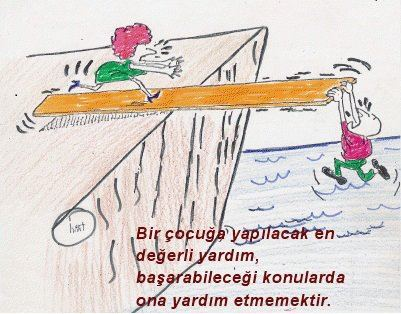 Bir çocuğa yapılacak en
değerli yardım,
başarabileceği konularda
ona yardım etmemektir.